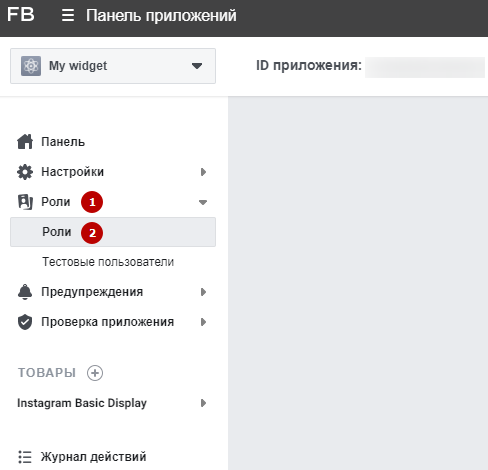 FB Панель приложений
My widget ID приложения:
Панель
Настройки
Роли 1
Роли 2
Тестовые пользователи
Предупреждения
Проверка приложения
ТОВАРЫ
Instagram Basic Display
Журнал действий